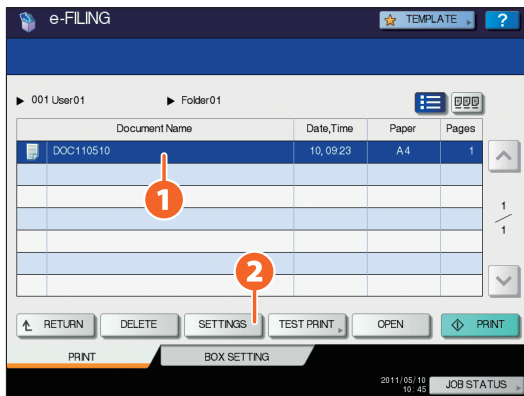 e-FILING
TEMPLATE
?
001 User01
Folder01
Document Name Date,Time Paper Pages
DOC110510 10, 09:23 A4 1
1
1
1
2
RETURN DELETE SETTINGS TEST PRINT OPEN PRINT
PRINT BOX SETTING
2011/05/10
10:45
JOB STATUS